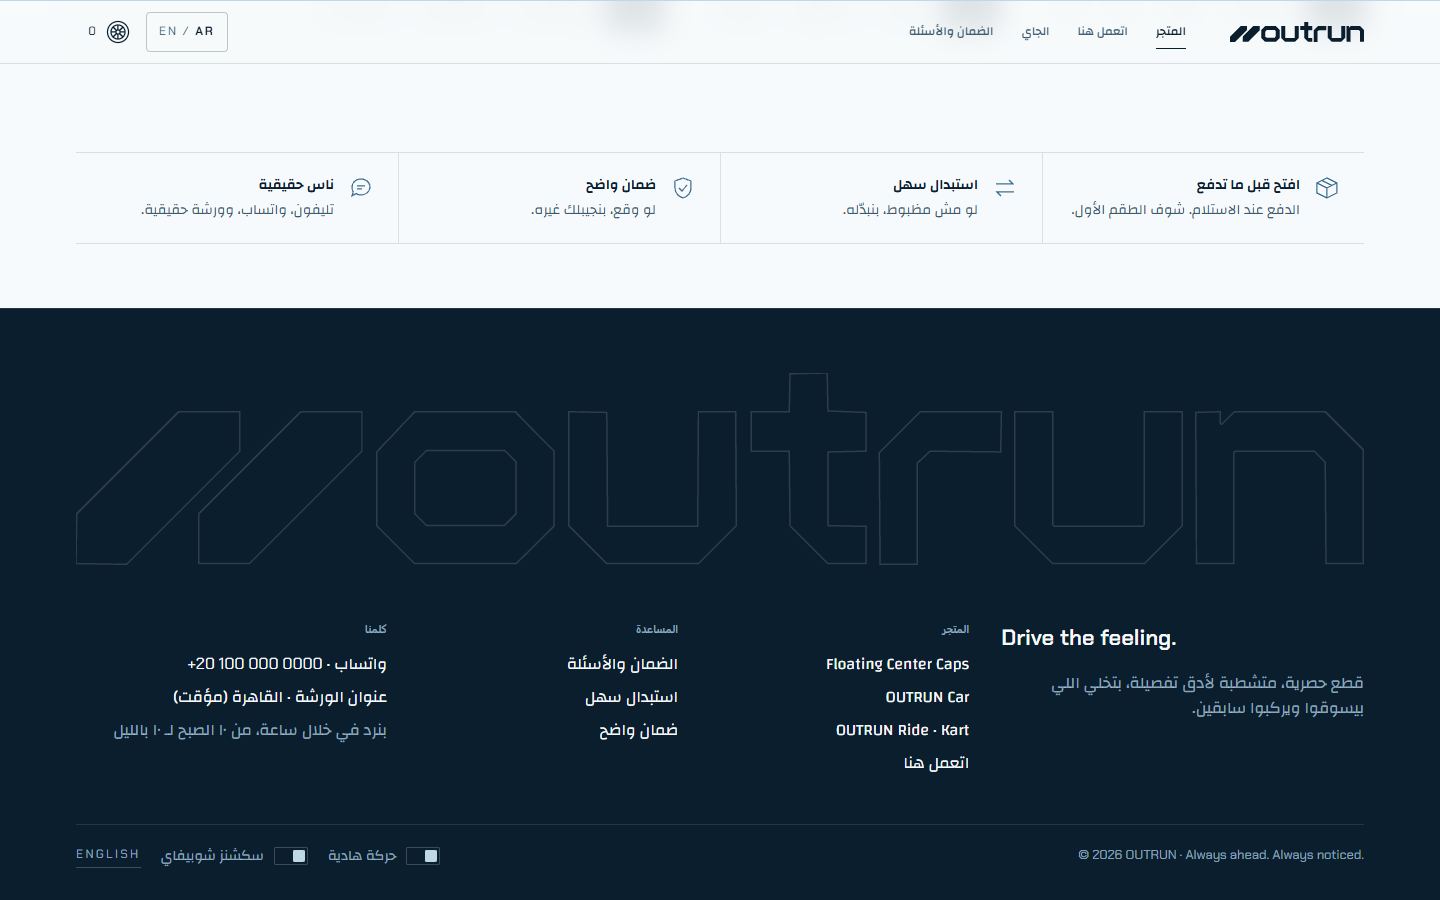 outrun
المتجر
اتعمل هنا
الجاي
الضمان والأسئلة
EN / AR
0
افتح قبل ما تدفع
الدفع عند الاستلام. شوف الطقم الأول.
استبدال سهل
لو مش مظبوط، بنبدّله.
ضمان واضح
لو وقع، بنجيبلك غيره.
ناس حقيقية
تليفون، واتساب، وورشة حقيقية.
outrun
Drive the feeling.
قطع حصرية، متشطبة لأدق تفصيلة، بتخلي اللي
بيسوقوا ويركبوا سابقين.
المتجر
Floating Center Caps
OUTRUN Car
OUTRUN Ride · Kart
اتعمل هنا
المساعدة
الضمان والأسئلة
استبدال سهل
ضمان واضح
كلمنا
واتساب · 0000 000 100 20+
عنوان الورشة · القاهرة (مؤقت)
بنرد في خلال ساعة، من ١٠ الصبح لـ ١٠ بالليل
© 2026 OUTRUN · Always ahead. Always noticed.
حركة هادية
سكشنز شوبيفاي
ENGLISH